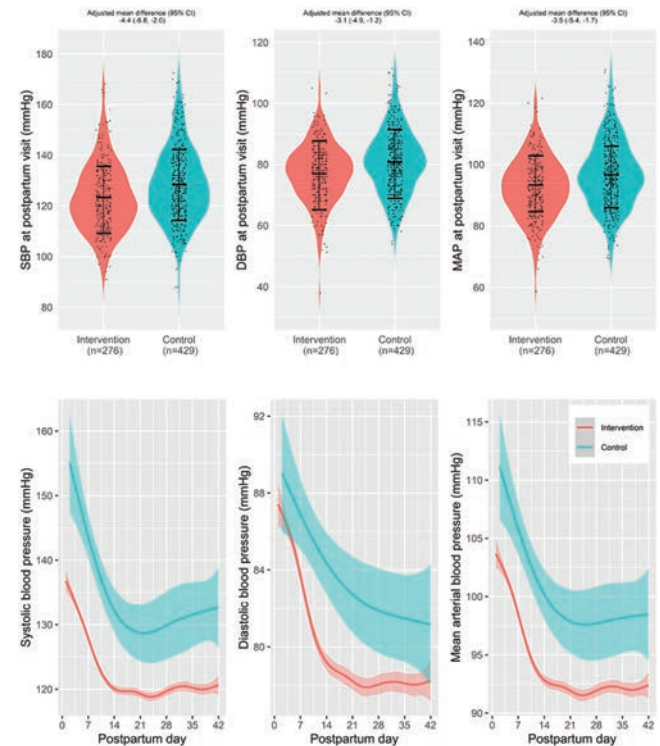 Adjusted mean difference (95% CI)
-4.4 (-6.8, -2.0)
SBP at postpartum visit (mmHg)
180
160
140
120
100
80
Intervention
(n=276)
Control
(n=429)
Adjusted mean difference (95% CI)
-3.1 (-4.9, -1.2)
DBP at postpartum visit (mmHg)
120
100
80
60
40
Intervention
(n=276)
Control
(n=429)
Adjusted mean difference (95% CI)
-3.5 (-5.4, -1.7)
MAP at postpartum visit (mmHg)
140
120
100
80
60
Intervention
(n=276)
Control
(n=429)
Systolic blood pressure (mmHg)
160
150
140
130
120
0 7 14 21 28 35 42
Postpartum day
Diastolic blood pressure (mmHg)
92
88
84
80
0 7 14 21 28 35 42
Postpartum day
Mean arterial blood pressure (mmHg)
115
110
105
100
95
90
0 7 14 21 28 35 42
Postpartum day
Intervention
Control